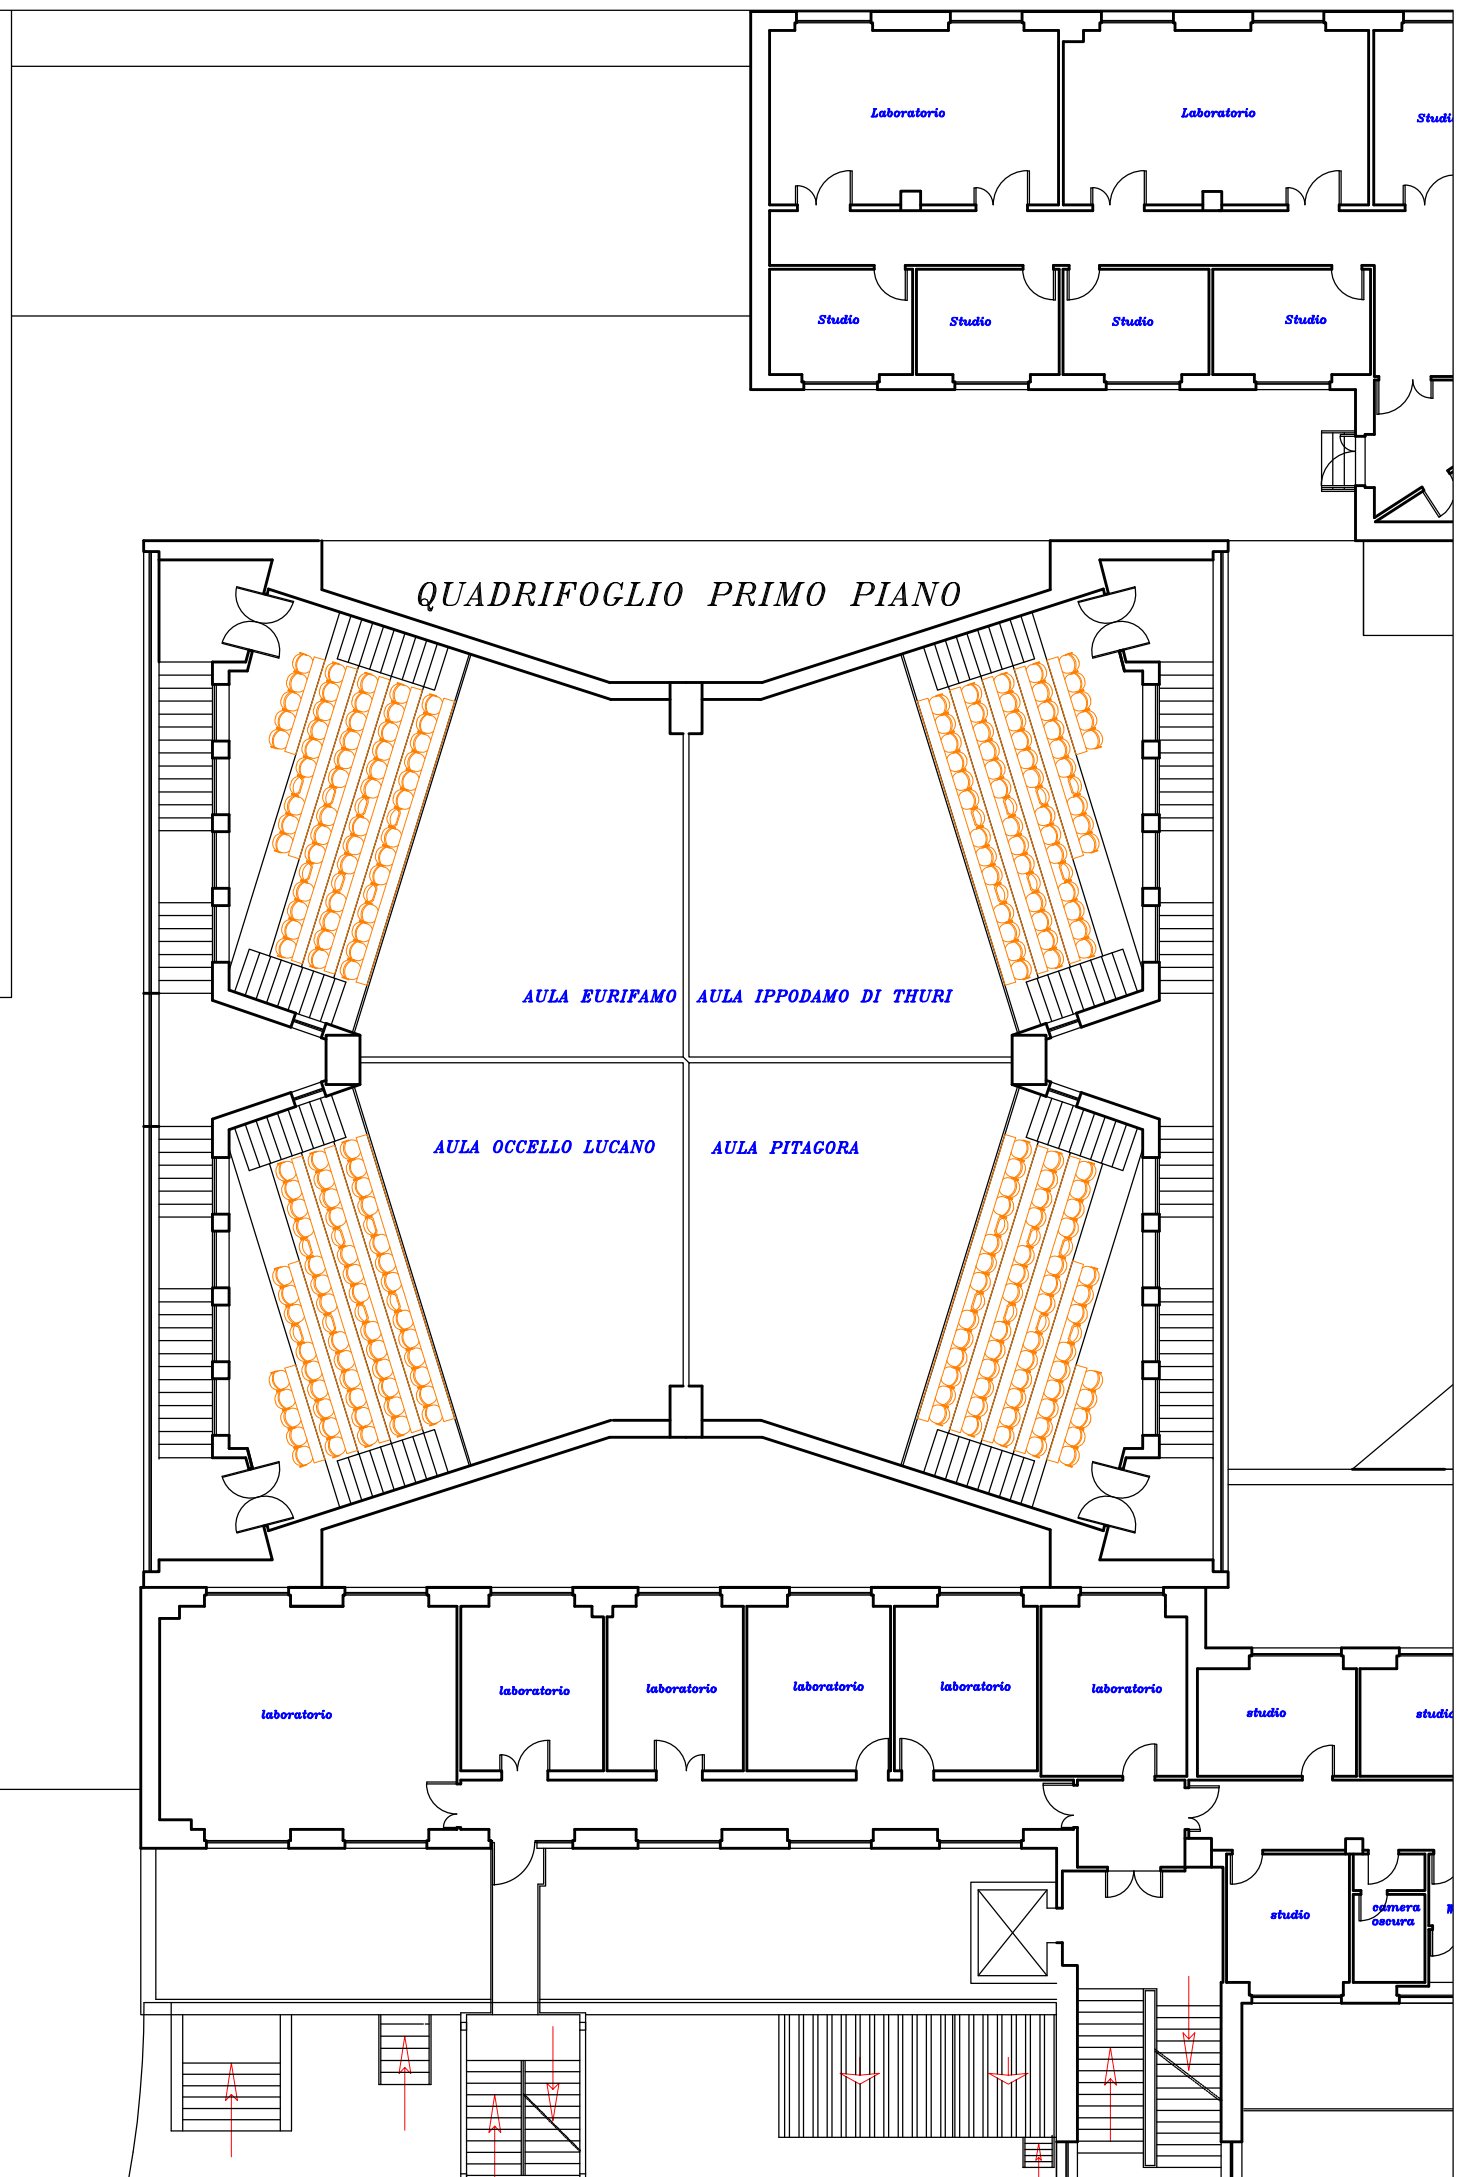 Laboratorio
Laboratorio
Studio
Studio
Studio
Studio
QUADRIFOGLIO PRIMO PIANO
AULA EURIFAMO
AULA IPPODAMO DI THURI
AULA OCCELLO LUCANO
AULA PITAGORA
laboratorio
laboratorio
laboratorio
laboratorio
laboratorio
laboratorio
studio
studio
camera
oscura